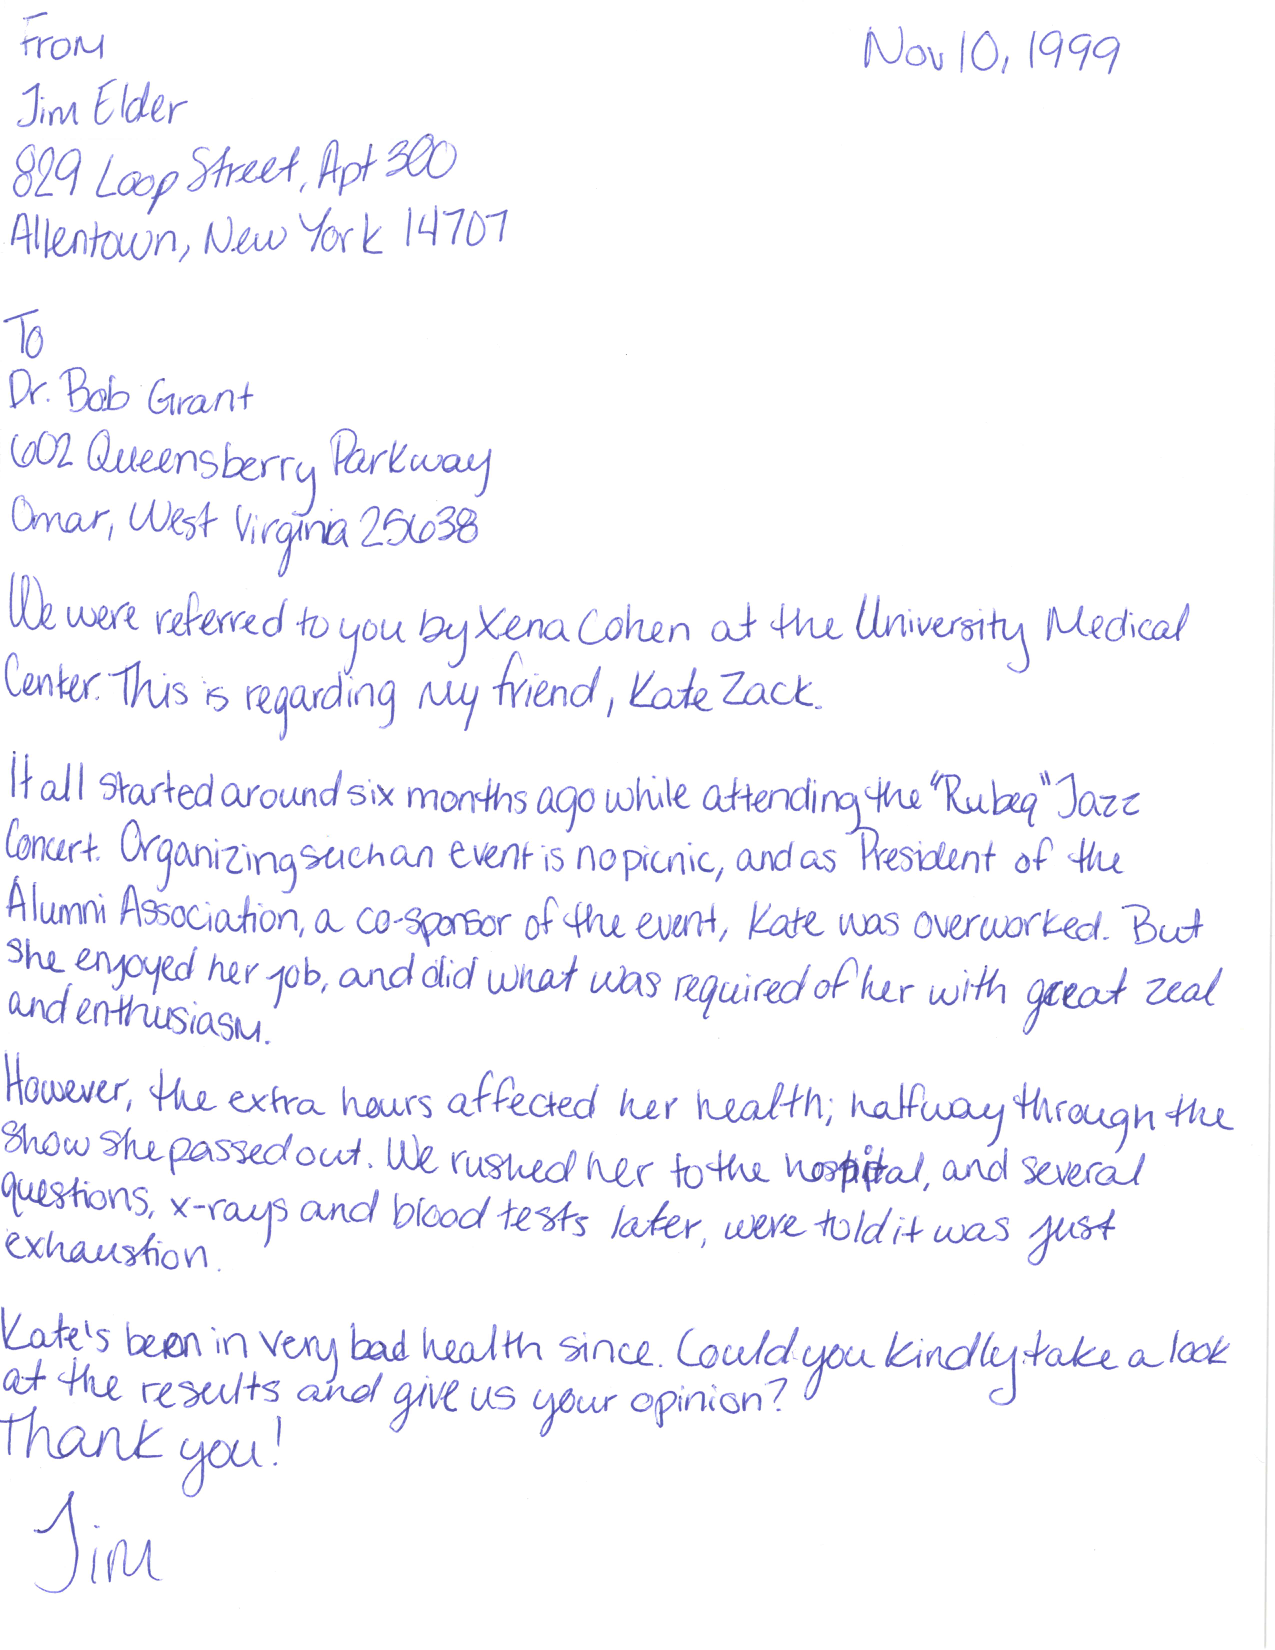 From
Nov 10, 1999
Jim Elder
829 Loop Street, Apt 300
Allentown, New York 14707
To
Dr. Bob Grant
602 Queensberry Parkway
Omar, West Virginia 25638
We were referred to you by Xena Cohen at the University Medical
Center. This is regarding my friend, Kate Zack.
It all started around six months ago while attending the "Rubeq" Jazz
Concert. Organizing such an event is no picnic, and as President of the
Alumni Association, a co-sponsor of the event, Kate was overworked. But
she enjoyed her job, and did what was required of her with great zeal
and enthusiasm.
However, the extra hours affected her health; halfway through the
show she passed out. We rushed her to the hospital, and several
questions, x-rays and blood tests later, were told it was just
exhaustion.
Kate's been in very bad health since. Could you kindly take a look
at the results and give us your opinion?
Thank you!
Jim